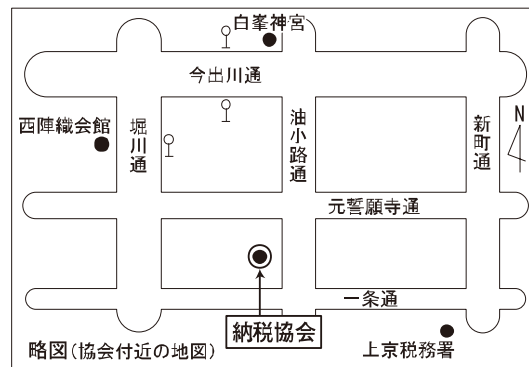 白峯神宮
今出川通
西陣織会館
堀川通
油小路通
新町通
N
元誓願寺通
一条通
納税協会
略図(協会付近の地図)
上京税務署